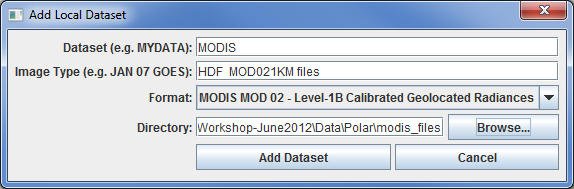 Add Local Dataset
Dataset (e.g. MYDATA): MODIS
Image Type (e.g. JAN 07 GOES): HDF MOD021KM files
Format: MODIS MOD 02 - Level-1B Calibrated Geolocated Radiances
Directory: Workshop-June2012\Data\Polar\modis_files Browse...
Add Dataset Cancel